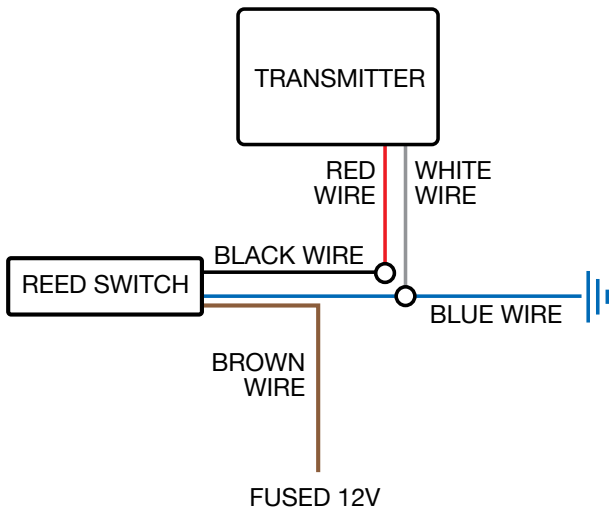 TRANSMITTER
RED
WIRE
WHITE
WIRE
BLACK WIRE
REED SWITCH
BLUE WIRE
BROWN
WIRE
FUSED 12V